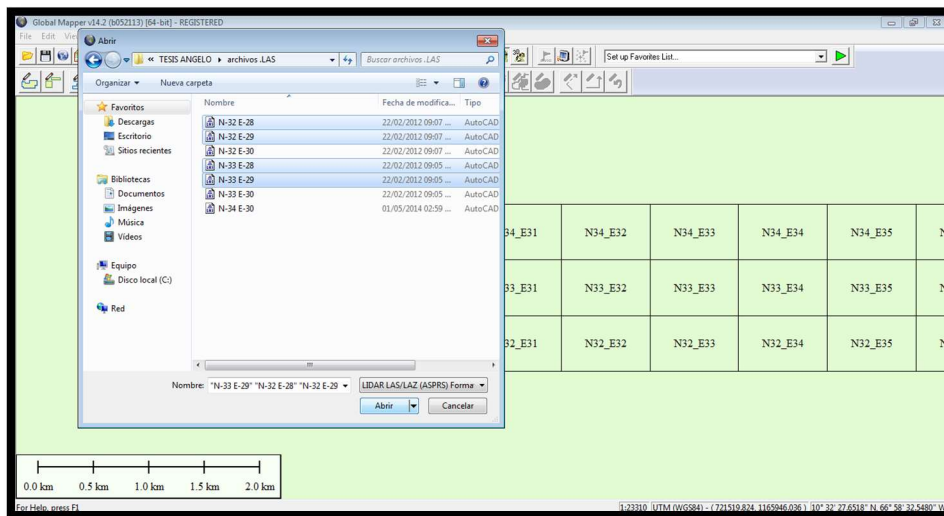 Global Mapper v14.2 (b052113) [64-bit] - REGISTERED
File Edit Vie
Abrir
« TESIS ANGELO ▸ archivos .LAS
Buscar archivos .LAS
Set up Favorites List...
Organizar Nueva carpeta
Favoritos
Descargas
Escritorio
Sitios recientes
Bibliotecas
Documentos
Imágenes
Música
Vídeos
Equipo
Disco local (C:)
Red
Nombre Fecha de modifica... Tipo
N-32 E-28 22/02/2012 09:07 ... AutoCAD
N-32 E-29 22/02/2012 09:07 ... AutoCAD
N-32 E-30 22/02/2012 09:07 ... AutoCAD
N-33 E-28 22/02/2012 09:05 ... AutoCAD
N-33 E-29 22/02/2012 09:05 ... AutoCAD
N-33 E-30 22/02/2012 09:05 ... AutoCAD
N-34 E-30 01/05/2014 02:59 ... AutoCAD
Nombre: "N-33 E-29" "N-32 E-28" "N-32 E-29 LIDAR LAS/LAZ (ASPRS) Forma
Abrir Cancelar
34_E31 N34_E32 N34_E33 N34_E34 N34_E35
33_E31 N33_E32 N33_E33 N33_E34 N33_E35
32_E31 N32_E32 N32_E33 N32_E34 N32_E35
0.0 km 0.5 km 1.0 km 1.5 km 2.0 km
For Help, press F1
1:23310 UTM (WGS84) - ( 721519.824, 1165946.036 ) 10° 32' 27.6518" N, 66° 58' 32.5480" W